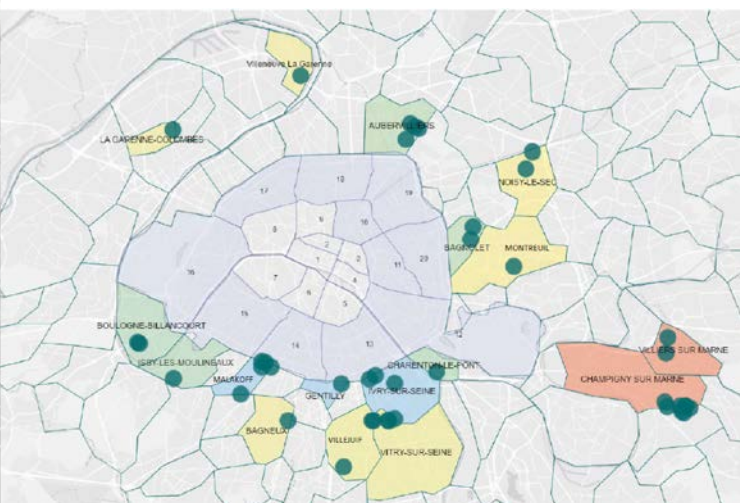 Villeneuve La Garenne
LA GARENNE-COLOMBES
AUBERVILLIERS
NOISY-LE-SEC
17
18
19
8
9
10
2
1
3
BAGNOLET
MONTREUIL
16
7
4
11
20
6
5
15
12
BOULOGNE-BILLANCOURT
14
13
ISSY-LES-MOULINEAUX
MALAKOFF
GENTILLY
IVRY-SUR-SEINE
CHARENTON-LE-PONT
VILLIERS SUR MARNE
CHAMPIGNY SUR MARNE
BAGNEUX
VILLEJUIF
VITRY-SUR-SEINE